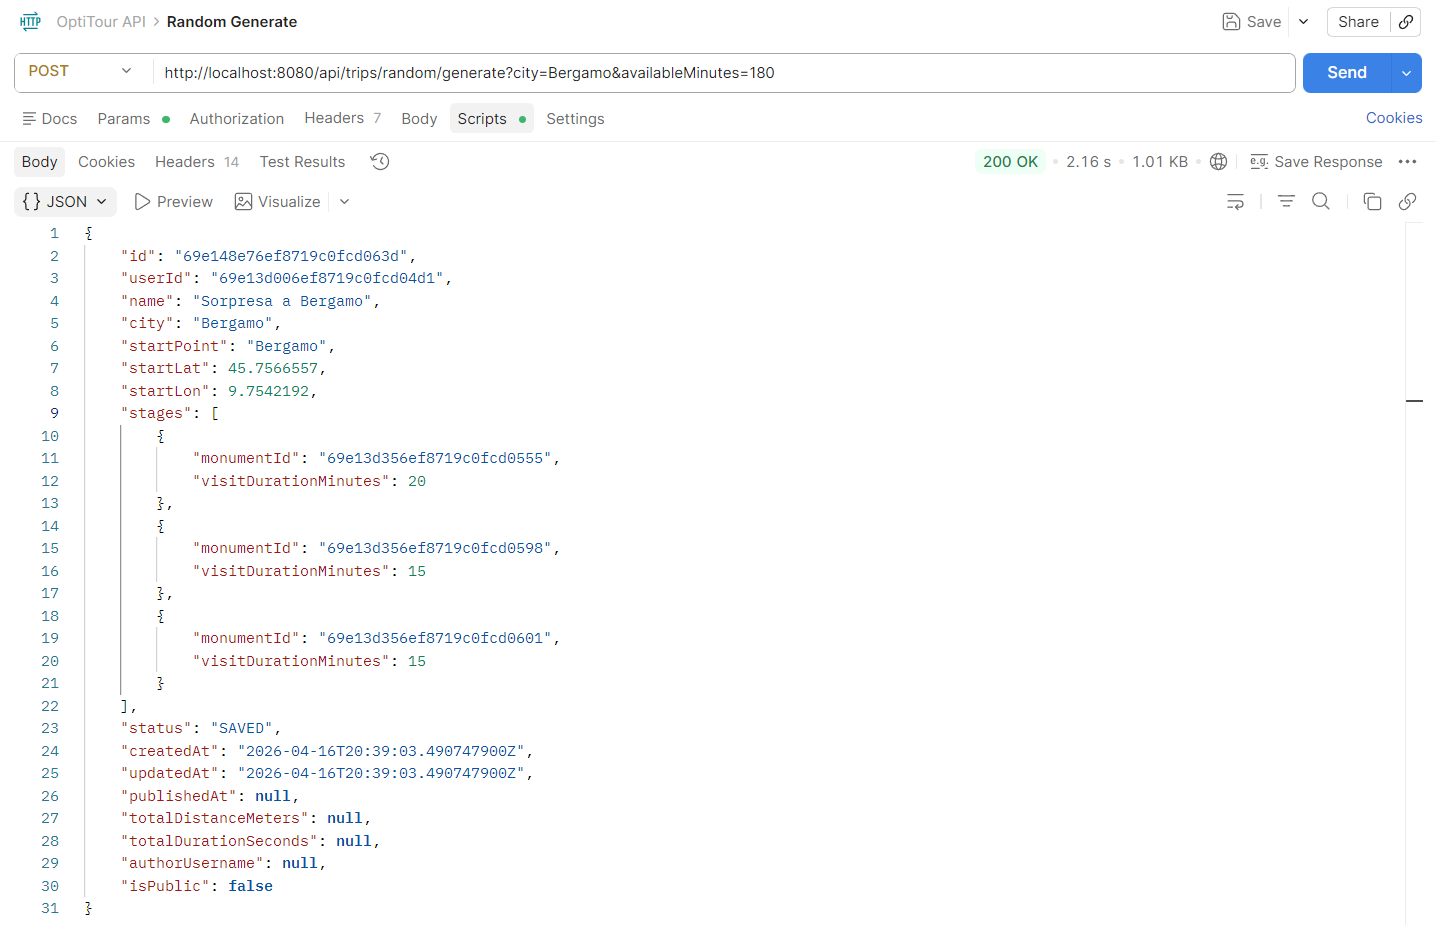 HTTP OptiTour API > Random Generate Save Share
POST http://localhost:8080/api/trips/random/generate?city=Bergamo&availableMinutes=180 Send
Docs Params Authorization Headers 7 Body Scripts Settings Cookies
Body Cookies Headers 14 Test Results 200 OK 2.16 s 1.01 KB e.g. Save Response
{} JSON Preview Visualize
1 {
2 "id": "69e148e76ef8719c0fcd063d",
3 "userId": "69e13d006ef8719c0fcd04d1",
4 "name": "Sorpresa a Bergamo",
5 "city": "Bergamo",
6 "startPoint": "Bergamo",
7 "startLat": 45.7566557,
8 "startLon": 9.7542192,
9 "stages": [
10 {
11 "monumentId": "69e13d356ef8719c0fcd0555",
12 "visitDurationMinutes": 20
13 },
14 {
15 "monumentId": "69e13d356ef8719c0fcd0598",
16 "visitDurationMinutes": 15
17 },
18 {
19 "monumentId": "69e13d356ef8719c0fcd0601",
20 "visitDurationMinutes": 15
21 }
22 ],
23 "status": "SAVED",
24 "createdAt": "2026-04-16T20:39:03.490747900Z",
25 "updatedAt": "2026-04-16T20:39:03.490747900Z",
26 "publishedAt": null,
27 "totalDistanceMeters": null,
28 "totalDurationSeconds": null,
29 "authorUsername": null,
30 "isPublic": false
31 }